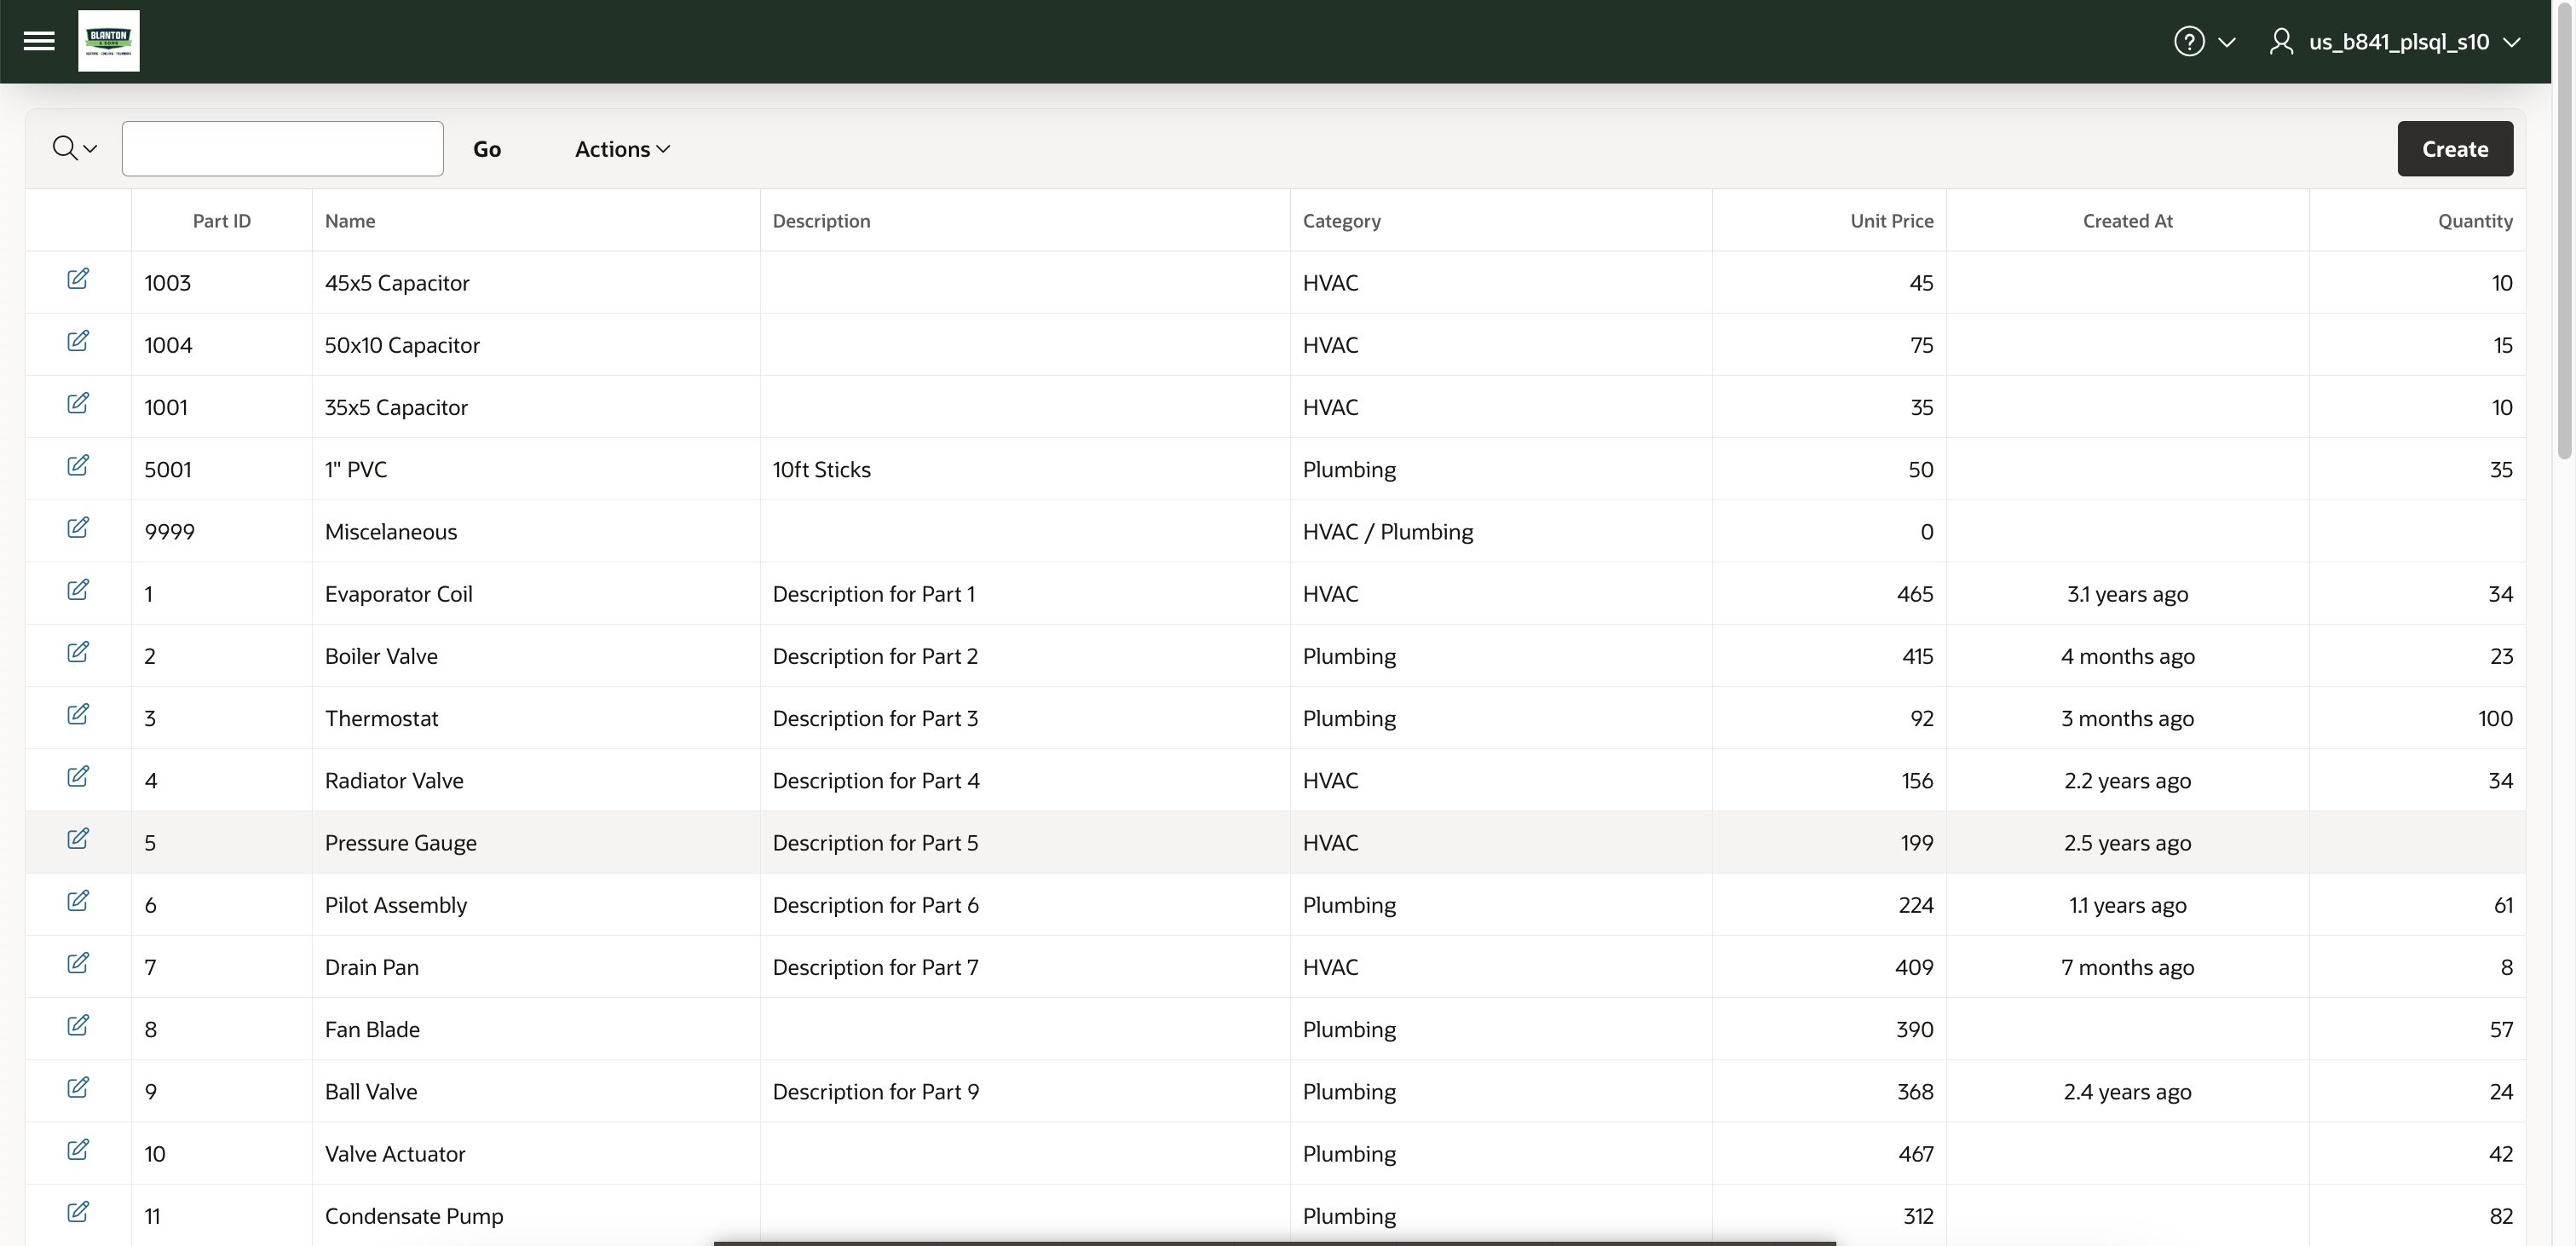 BLANTON
& SONS
HEATING COOLING PLUMBING
us_b841_plsql_s10
Go Actions Create
Part ID Name Description Category Unit Price Created At Quantity
1003 45x5 Capacitor HVAC 45 10
1004 50x10 Capacitor HVAC 75 15
1001 35x5 Capacitor HVAC 35 10
5001 1" PVC 10ft Sticks Plumbing 50 35
9999 Miscelaneous HVAC / Plumbing 0
1 Evaporator Coil Description for Part 1 HVAC 465 3.1 years ago 34
2 Boiler Valve Description for Part 2 Plumbing 415 4 months ago 23
3 Thermostat Description for Part 3 Plumbing 92 3 months ago 100
4 Radiator Valve Description for Part 4 HVAC 156 2.2 years ago 34
5 Pressure Gauge Description for Part 5 HVAC 199 2.5 years ago
6 Pilot Assembly Description for Part 6 Plumbing 224 1.1 years ago 61
7 Drain Pan Description for Part 7 HVAC 409 7 months ago 8
8 Fan Blade Plumbing 390 57
9 Ball Valve Description for Part 9 Plumbing 368 2.4 years ago 24
10 Valve Actuator Plumbing 467 42
11 Condensate Pump Plumbing 312 82